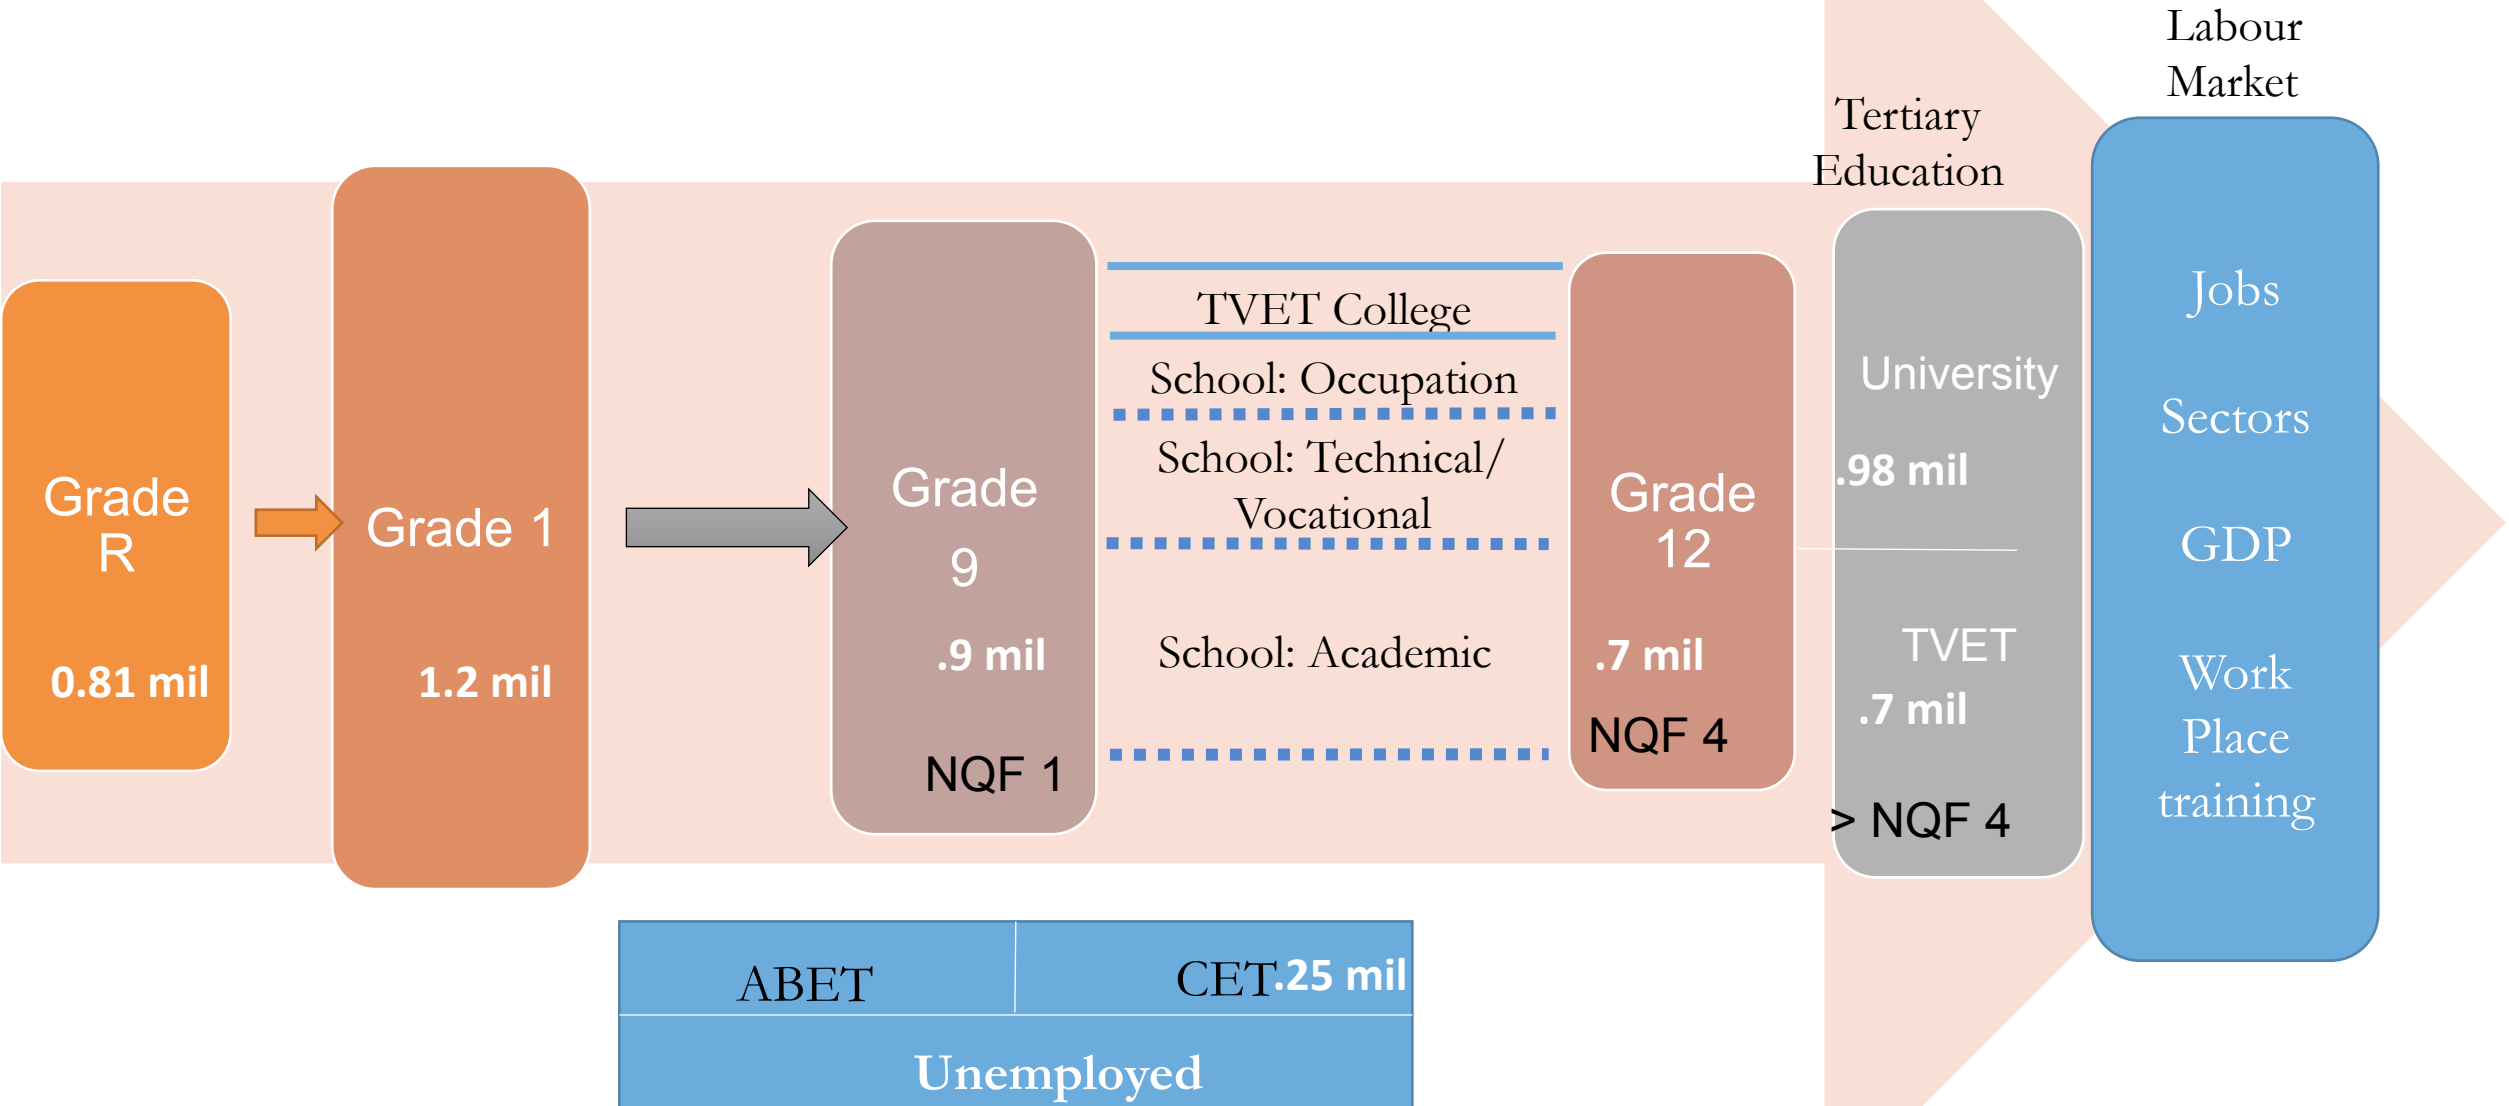 Labour
Market
Tertiary
Education
Grade
R
0.81 mil
Grade 1
1.2 mil
Grade
9
.9 mil
NQF 1
TVET College
School: Occupation
School: Technical/
Vocational
School: Academic
Grade
12
.7 mil
NQF 4
University
.98 mil
TVET
.7 mil
> NQF 4
Jobs
Sectors
GDP
Work
Place
training
ABET
CET.25 mil
Unemployed